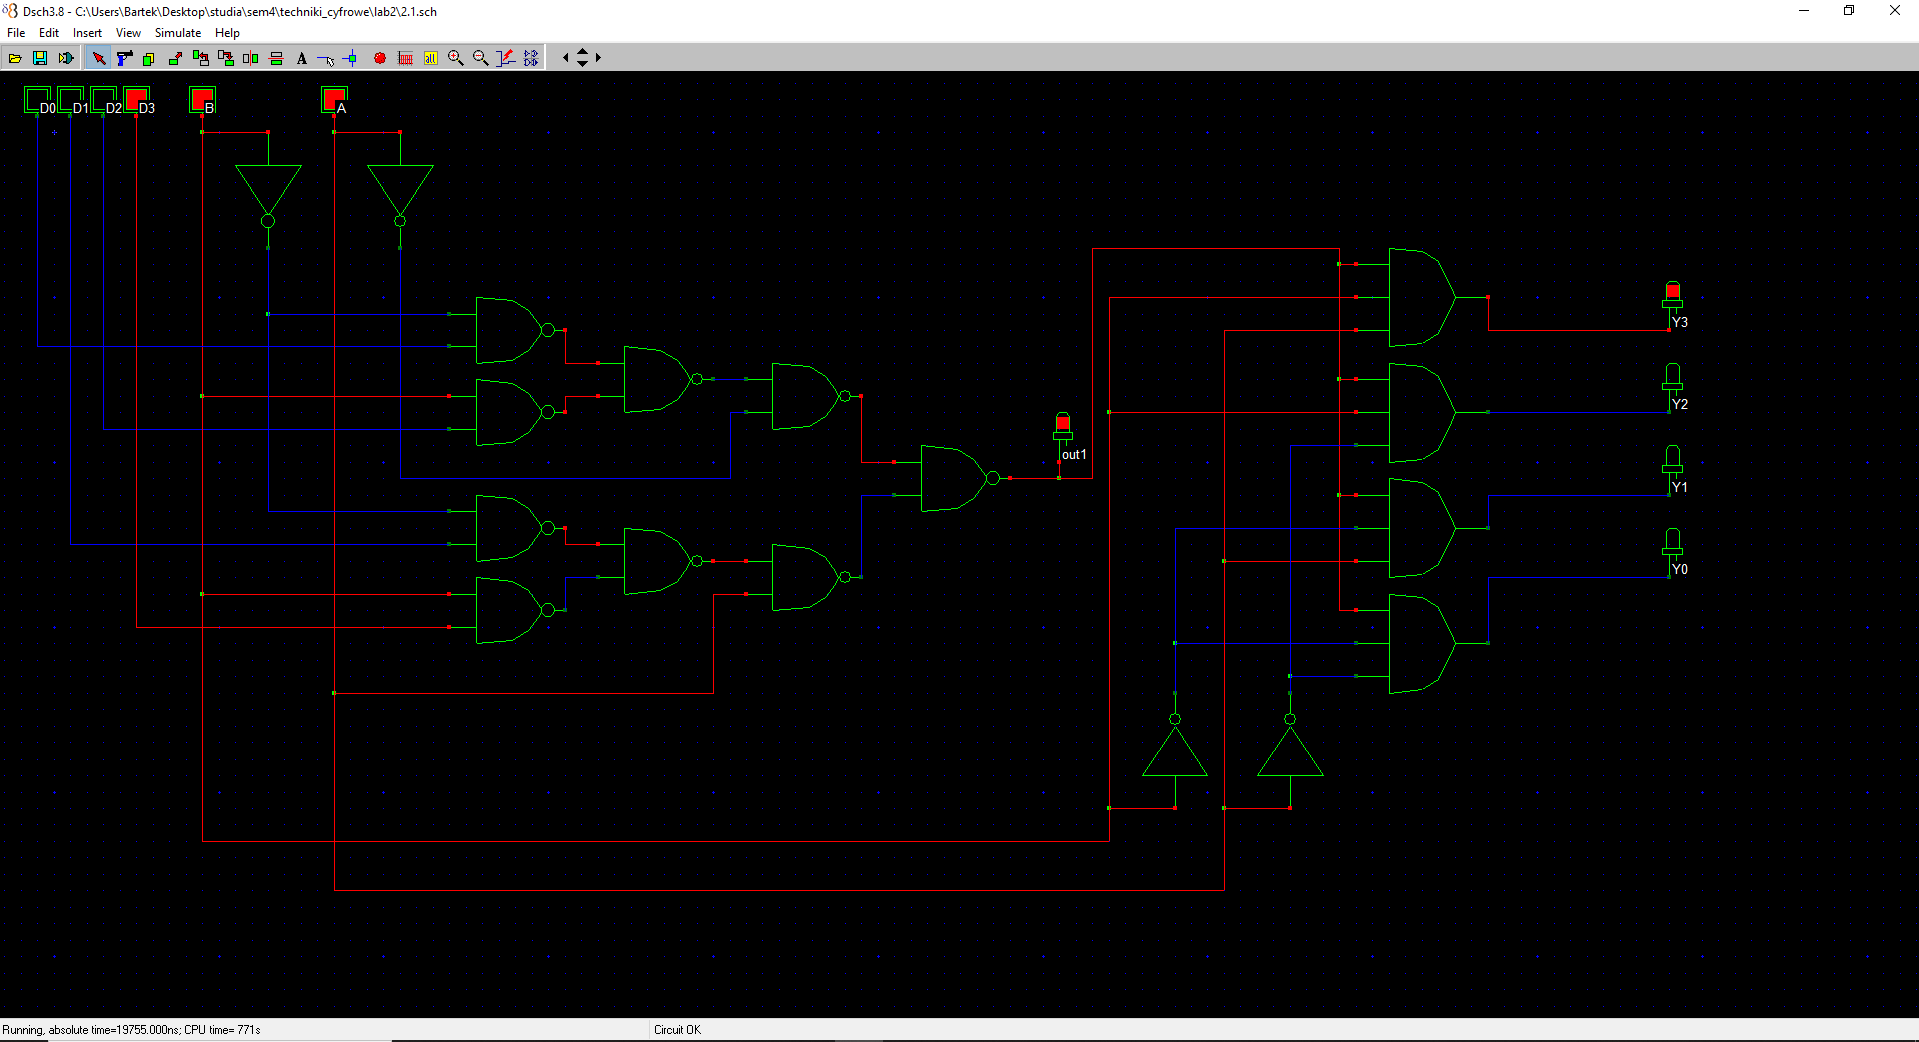 Dsch3.8 - C:\Users\Bartek\Desktop\studia\sem4\techniki_cyfrowe\lab2\2.1.sch
File Edit Insert View Simulate Help
D0 D1 D2 D3 B A
Y3
Y2
out1
Y1
Y0
Running, absolute time=19755.000ns; CPU time= 771s
Circuit OK